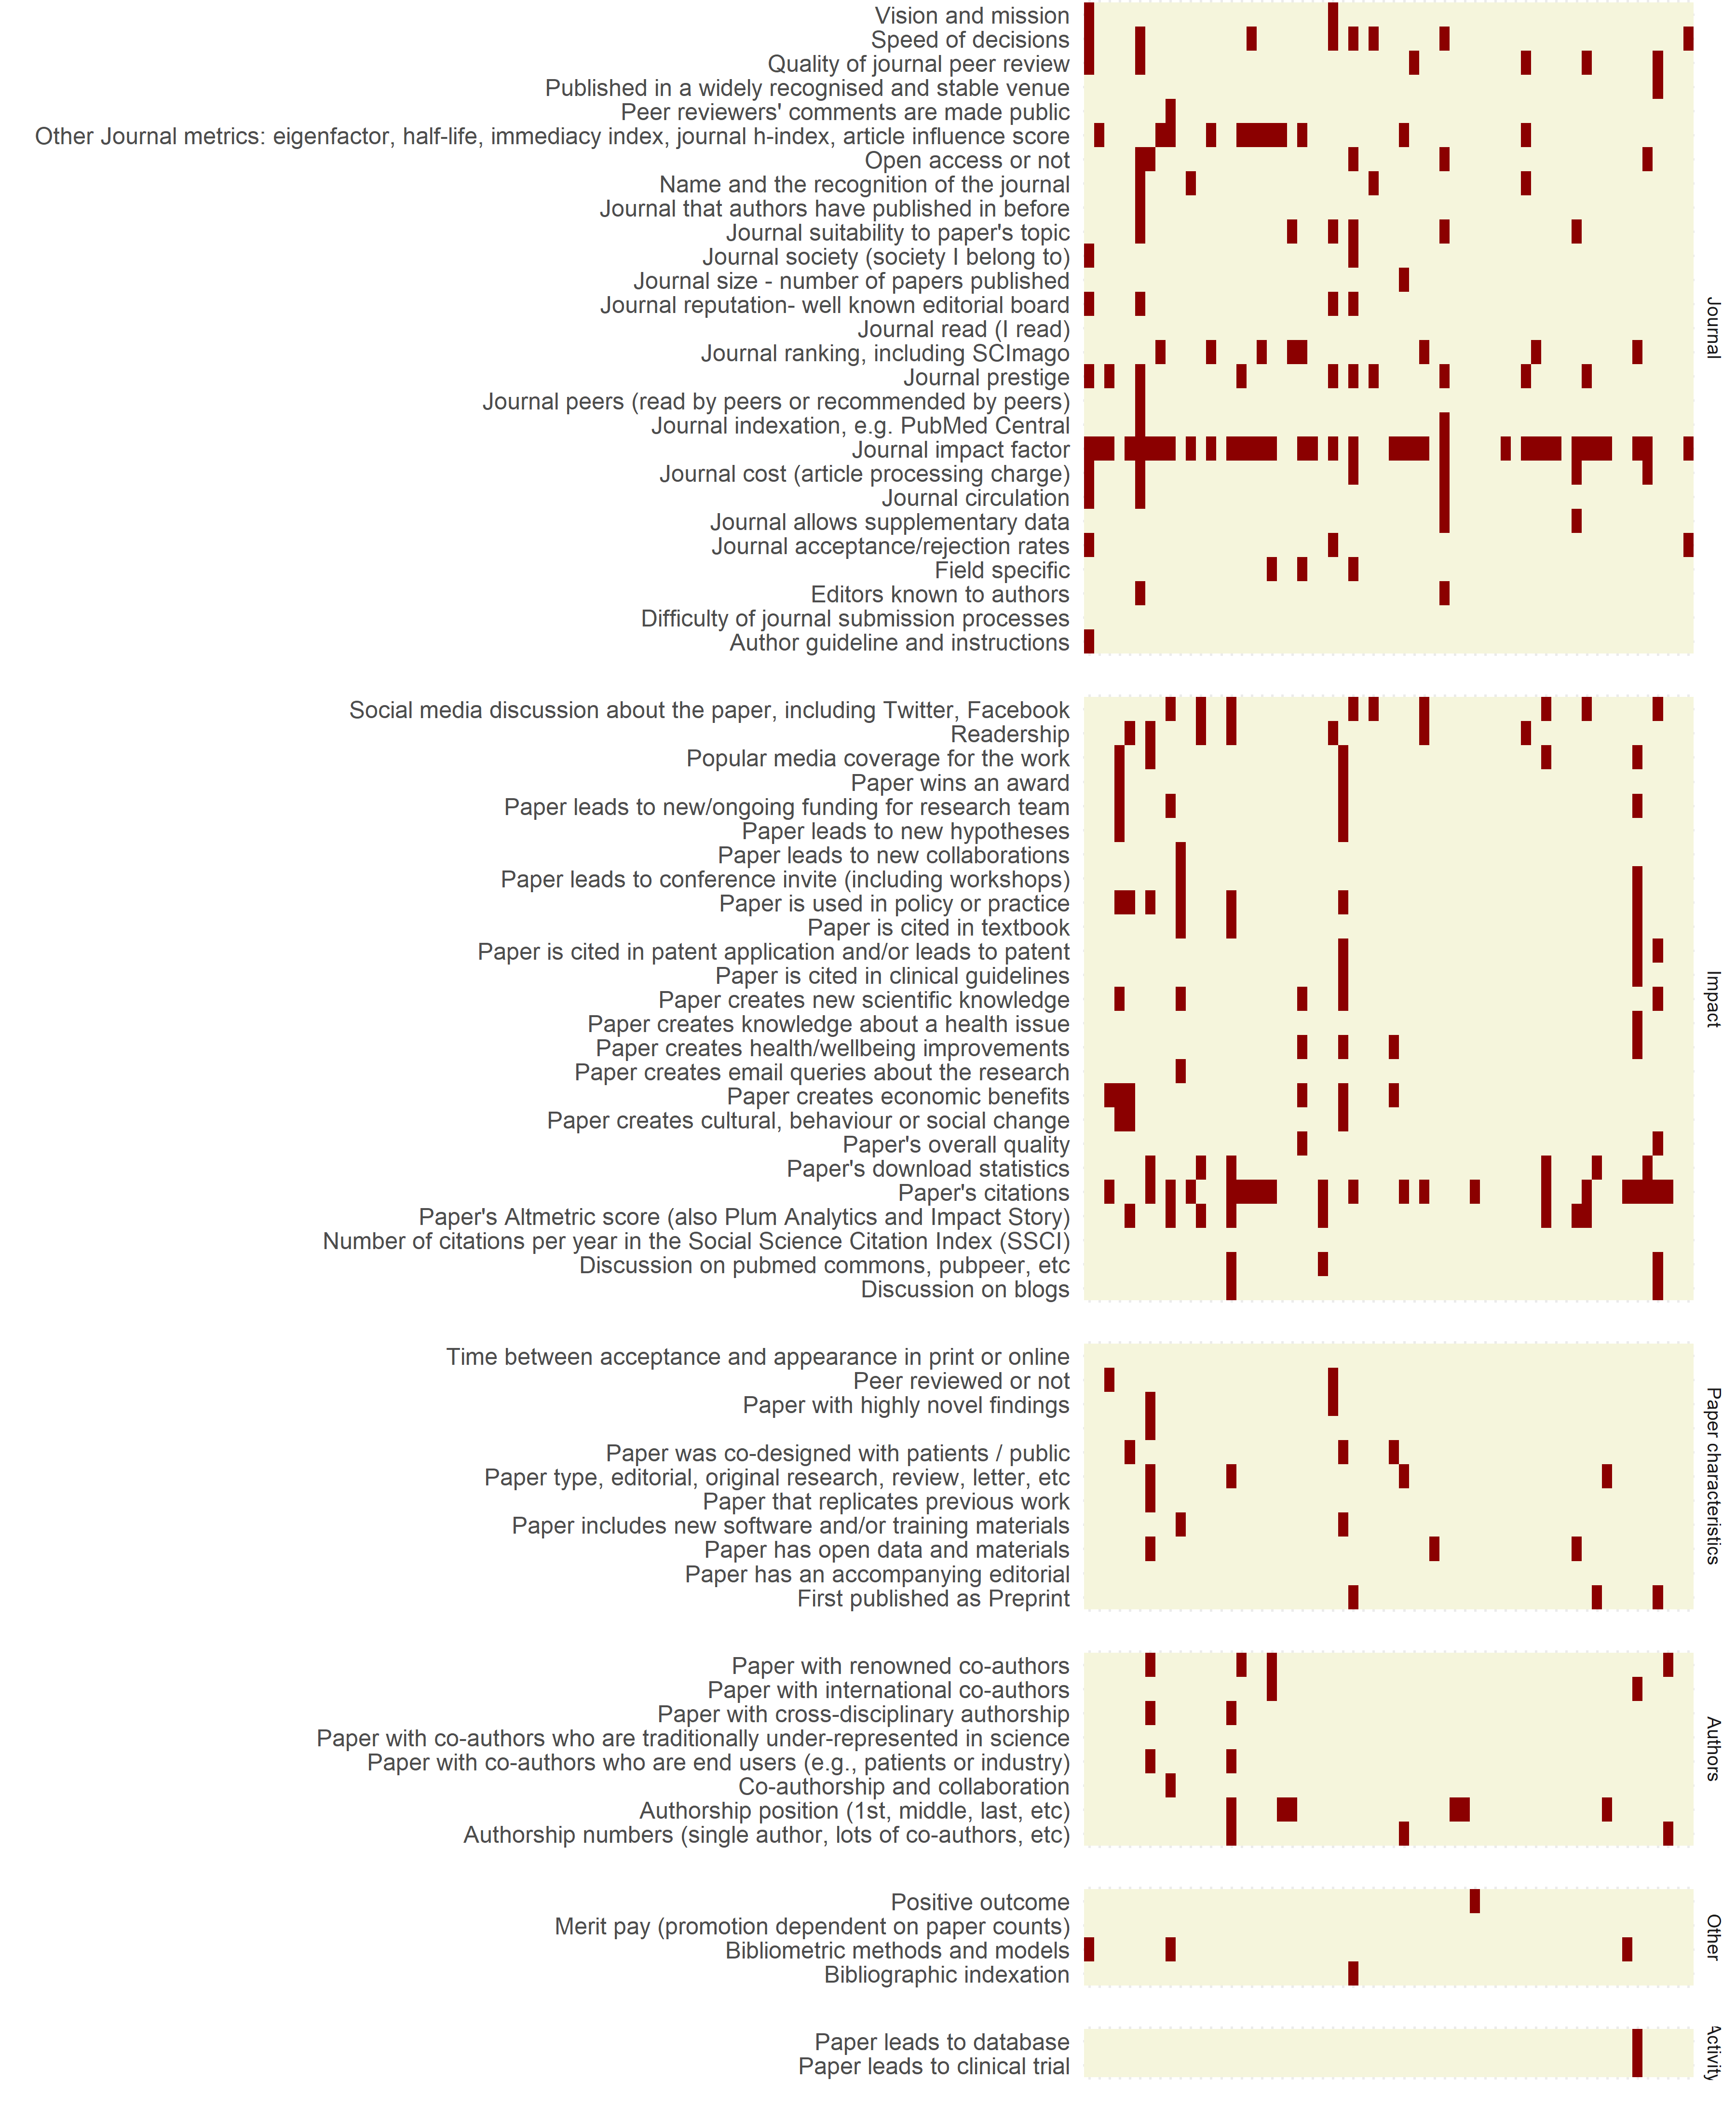 Vision and mission
Speed of decisions
Quality of journal peer review
Published in a widely recognised and stable venue
Peer reviewers' comments are made public
Other Journal metrics: eigenfactor, half-life, immediacy index, journal h-index, article influence score
Open access or not
Name and the recognition of the journal
Journal that authors have published in before
Journal suitability to paper's topic
Journal society (society I belong to)
Journal size - number of papers published
Journal reputation- well known editorial board
Journal read (I read)
Journal ranking, including SCImago
Journal prestige
Journal peers (read by peers or recommended by peers)
Journal indexation, e.g. PubMed Central
Journal impact factor
Journal cost (article processing charge)
Journal circulation
Journal allows supplementary data
Journal acceptance/rejection rates
Field specific
Editors known to authors
Difficulty of journal submission processes
Author guideline and instructions
Journal
Social media discussion about the paper, including Twitter, Facebook
Readership
Popular media coverage for the work
Paper wins an award
Paper leads to new/ongoing funding for research team
Paper leads to new hypotheses
Paper leads to new collaborations
Paper leads to conference invite (including workshops)
Paper is used in policy or practice
Paper is cited in textbook
Paper is cited in patent application and/or leads to patent
Paper is cited in clinical guidelines
Paper creates new scientific knowledge
Paper creates knowledge about a health issue
Paper creates health/wellbeing improvements
Paper creates email queries about the research
Paper creates economic benefits
Paper creates cultural, behaviour or social change
Paper's overall quality
Paper's download statistics
Paper's citations
Paper's Altmetric score (also Plum Analytics and Impact Story)
Number of citations per year in the Social Science Citation Index (SSCI)
Discussion on pubmed commons, pubpeer, etc
Discussion on blogs
Impact
Time between acceptance and appearance in print or online
Peer reviewed or not
Paper with highly novel findings
Paper was co-designed with patients / public
Paper type, editorial, original research, review, letter, etc
Paper that replicates previous work
Paper includes new software and/or training materials
Paper has open data and materials
Paper has an accompanying editorial
First published as Preprint
Paper characteristics
Paper with renowned co-authors
Paper with international co-authors
Paper with cross-disciplinary authorship
Paper with co-authors who are traditionally under-represented in science
Paper with co-authors who are end users (e.g., patients or industry)
Co-authorship and collaboration
Authorship position (1st, middle, last, etc)
Authorship numbers (single author, lots of co-authors, etc)
Authors
Positive outcome
Merit pay (promotion dependent on paper counts)
Bibliometric methods and models
Bibliographic indexation
Other
Paper leads to database
Paper leads to clinical trial
Activity